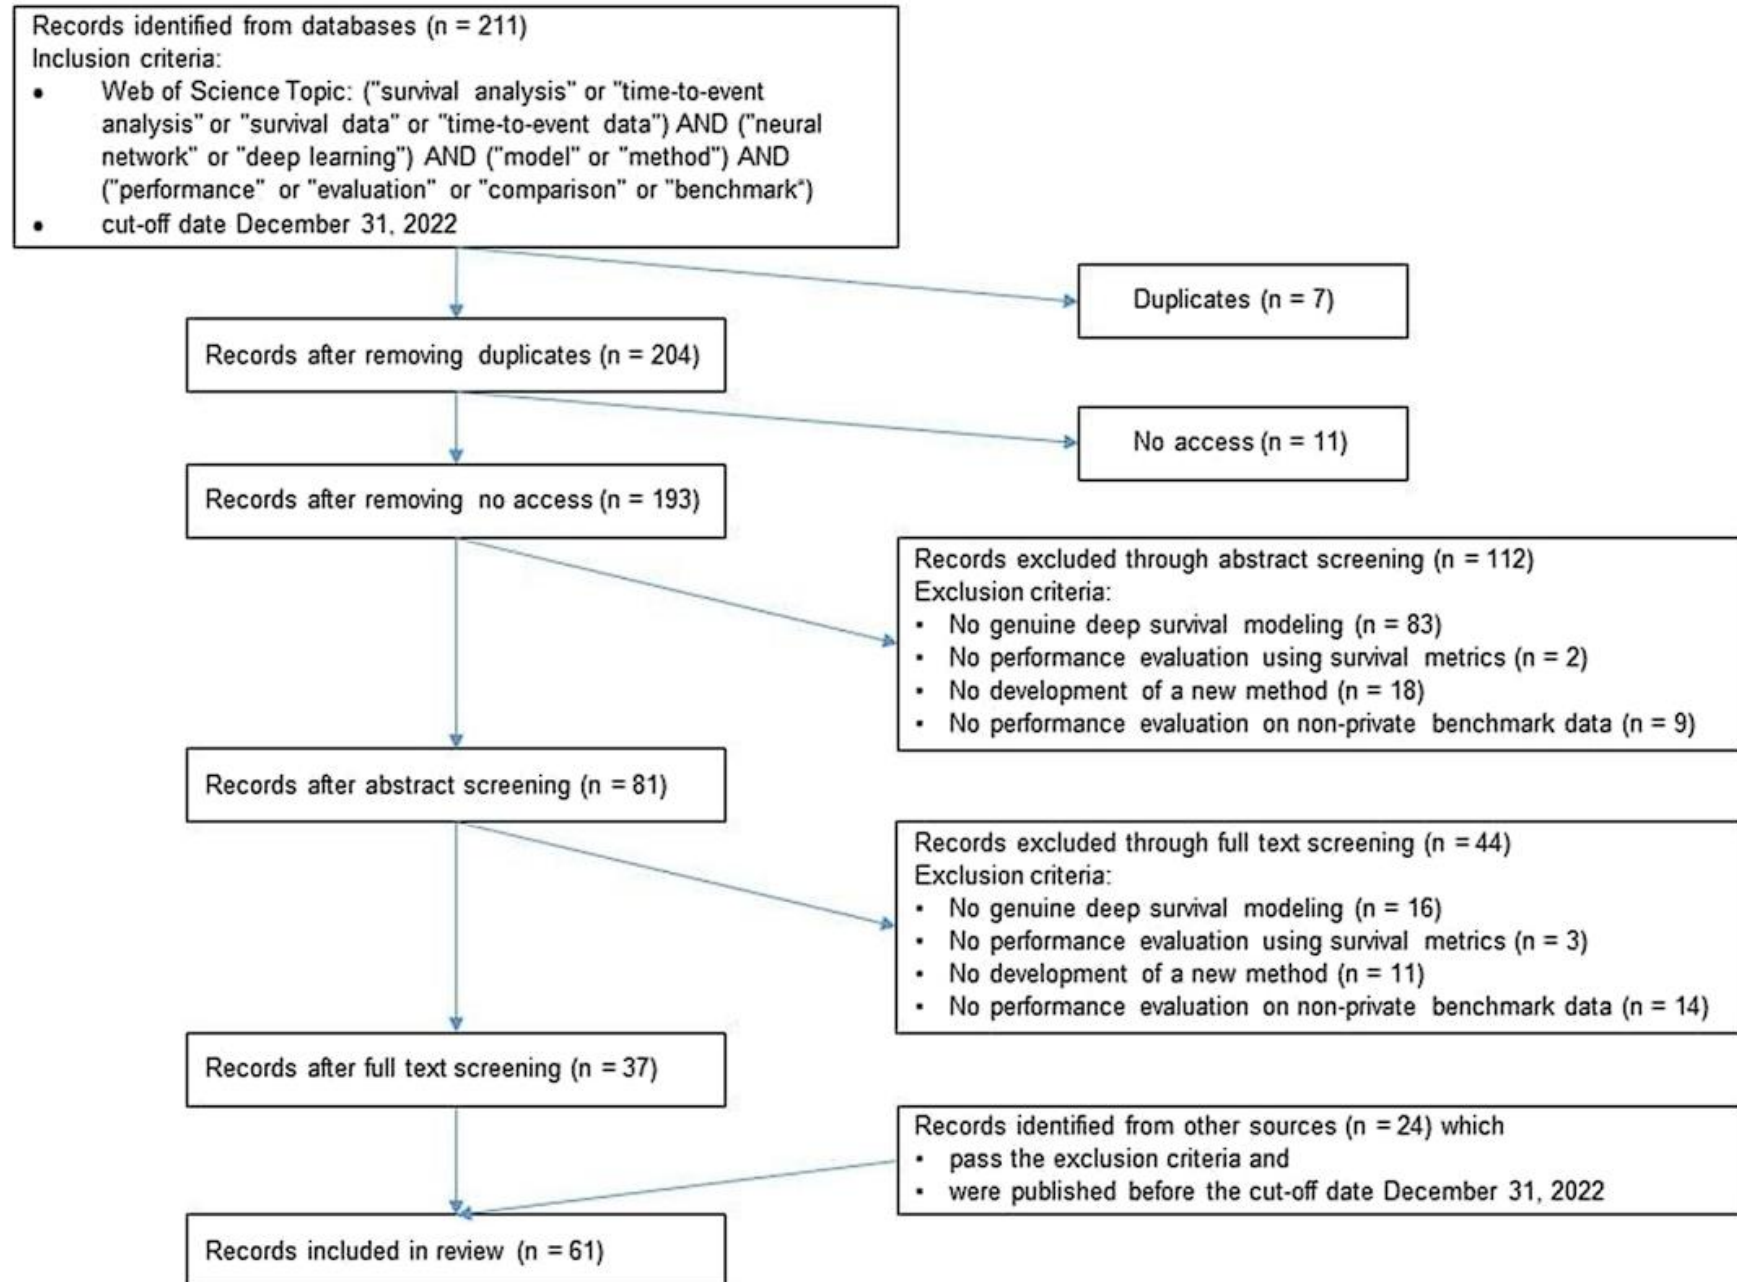 Records identified from databases (n = 211)
Inclusion criteria:
• Web of Science Topic: ("survival analysis" or "time-to-event
analysis" or "survival data" or "time-to-event data") AND ("neural
network" or "deep learning") AND ("model" or "method") AND
("performance" or "evaluation" or "comparison" or "benchmark")
• cut-off date December 31, 2022
Duplicates (n = 7)
Records after removing duplicates (n = 204)
No access (n = 11)
Records after removing no access (n = 193)
Records excluded through abstract screening (n = 112)
Exclusion criteria:
• No genuine deep survival modeling (n = 83)
• No performance evaluation using survival metrics (n = 2)
• No development of a new method (n = 18)
• No performance evaluation on non-private benchmark data (n = 9)
Records after abstract screening (n = 81)
Records excluded through full text screening (n = 44)
Exclusion criteria:
• No genuine deep survival modeling (n = 16)
• No performance evaluation using survival metrics (n = 3)
• No development of a new method (n = 11)
• No performance evaluation on non-private benchmark data (n = 14)
Records after full text screening (n = 37)
Records identified from other sources (n = 24) which
• pass the exclusion criteria and
• were published before the cut-off date December 31, 2022
Records included in review (n = 61)